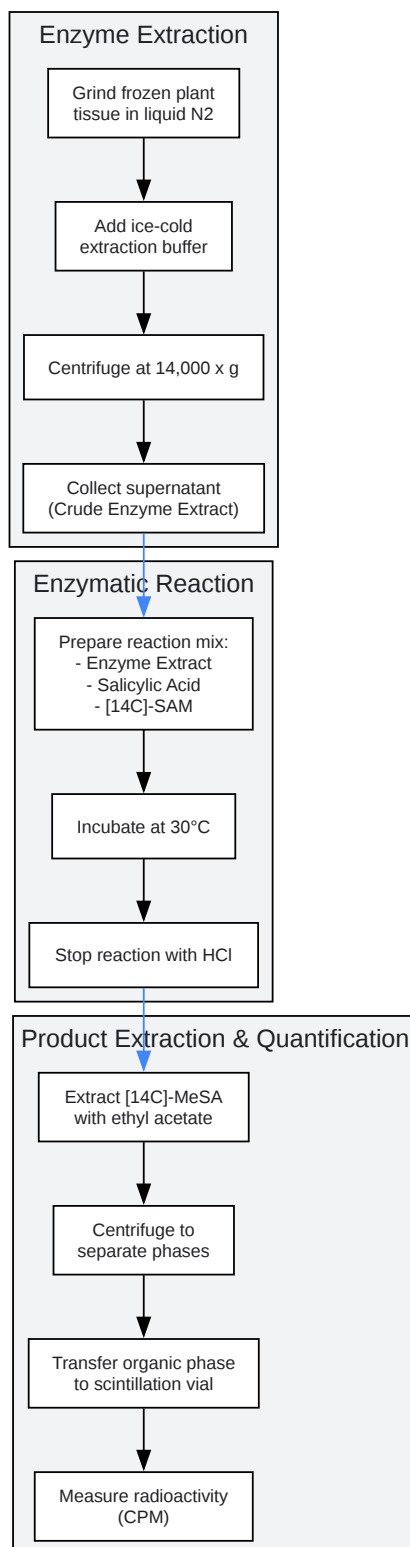 Enzyme Extraction
Grind frozen plant
tissue in liquid N2
Add ice-cold
extraction buffer
Centrifuge at 14,000 x g
Collect supernatant
(Crude Enzyme Extract)
Enzymatic Reaction
Prepare reaction mix:
- Enzyme Extract
- Salicylic Acid
- [14C]-SAM
Incubate at 30°C
Stop reaction with HCl
Product Extraction & Quantification
Extract [14C]-MeSA
with ethyl acetate
Centrifuge to
separate phases
Transfer organic phase
to scintillation vial
Measure radioactivity
(CPM)